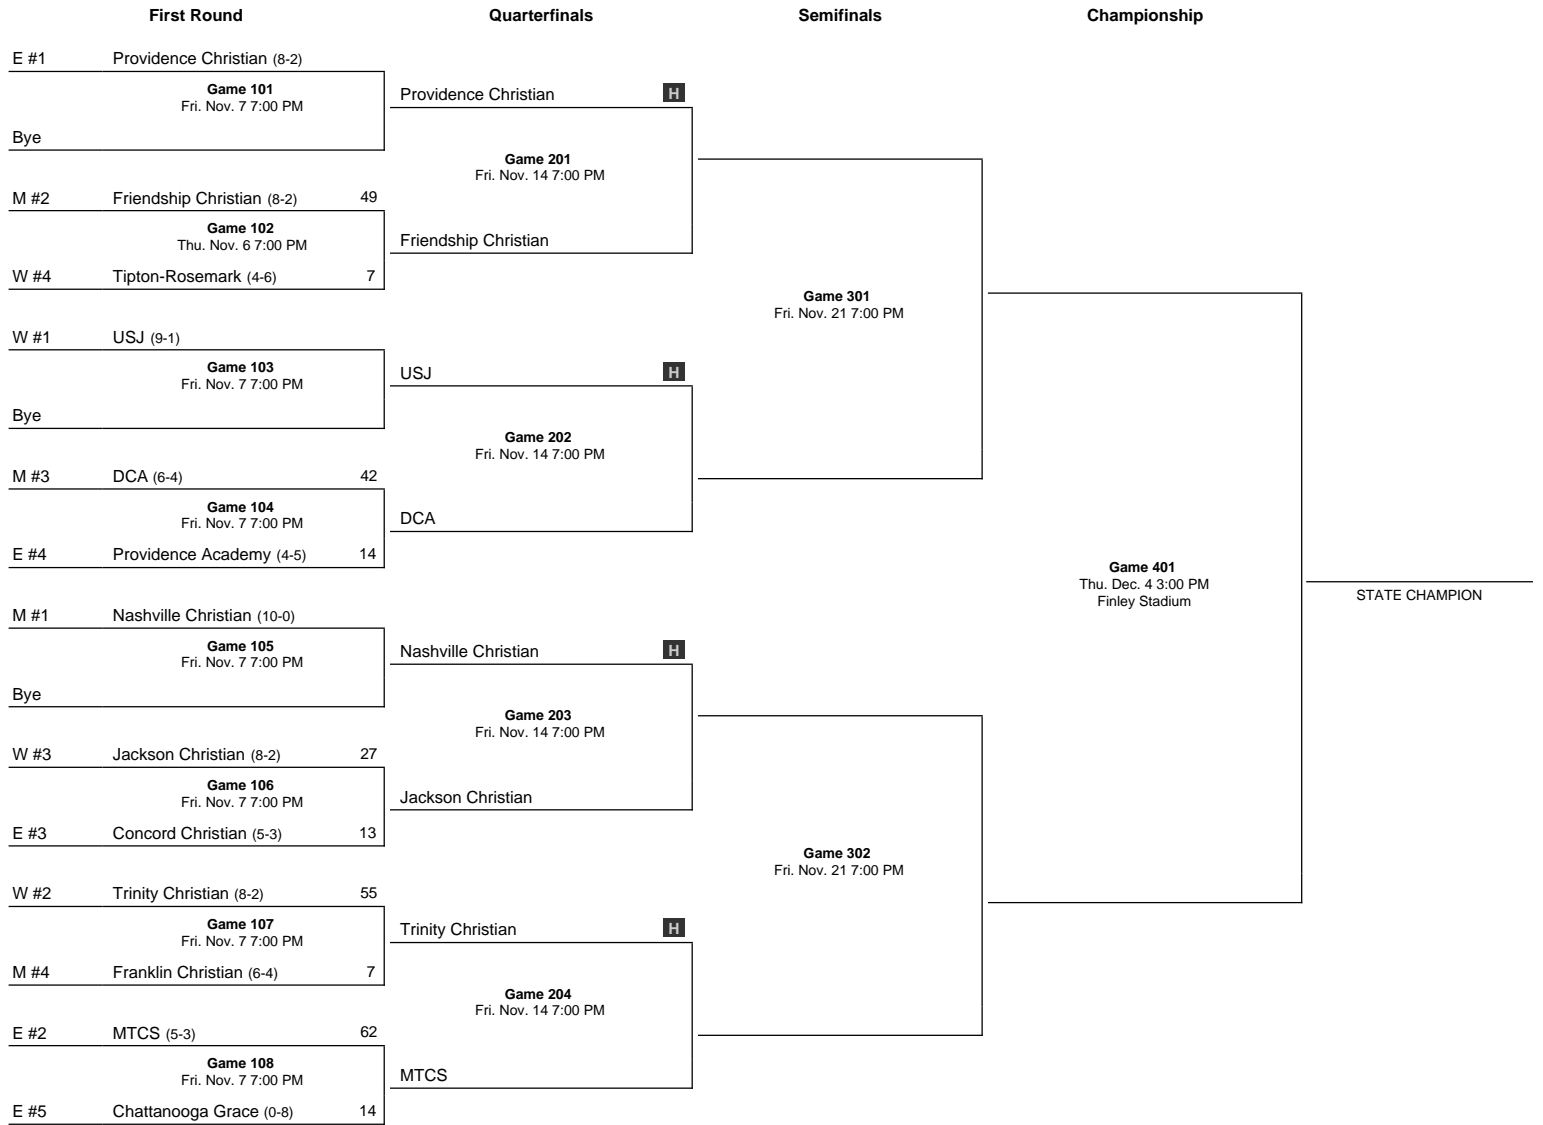 First Round Quarterfinals Semifinals Championship
E #1 Providence Christian (8-2)
Game 101
Fri. Nov. 7 7:00 PM
Bye
M #2 Friendship Christian (8-2) 49
Game 102
Thu. Nov. 6 7:00 PM
W #4 Tipton-Rosemark (4-6) 7
W #1 USJ (9-1)
Game 103
Fri. Nov. 7 7:00 PM
Bye
M #3 DCA (6-4) 42
Game 104
Fri. Nov. 7 7:00 PM
E #4 Providence Academy (4-5) 14
M #1 Nashville Christian (10-0)
Game 105
Fri. Nov. 7 7:00 PM
Bye
W #3 Jackson Christian (8-2) 27
Game 106
Fri. Nov. 7 7:00 PM
E #3 Concord Christian (5-3) 13
W #2 Trinity Christian (8-2) 55
Game 107
Fri. Nov. 7 7:00 PM
M #4 Franklin Christian (6-4) 7
E #2 MTCS (5-3) 62
Game 108
Fri. Nov. 7 7:00 PM
E #5 Chattanooga Grace (0-8) 14
Providence Christian H
Game 201
Fri. Nov. 14 7:00 PM
Friendship Christian
USJ H
Game 202
Fri. Nov. 14 7:00 PM
DCA
Nashville Christian H
Game 203
Fri. Nov. 14 7:00 PM
Jackson Christian
Trinity Christian H
Game 204
Fri. Nov. 14 7:00 PM
MTCS
Game 301
Fri. Nov. 21 7:00 PM
Game 302
Fri. Nov. 21 7:00 PM
Game 401
Thu. Dec. 4 3:00 PM
Finley Stadium
STATE CHAMPION